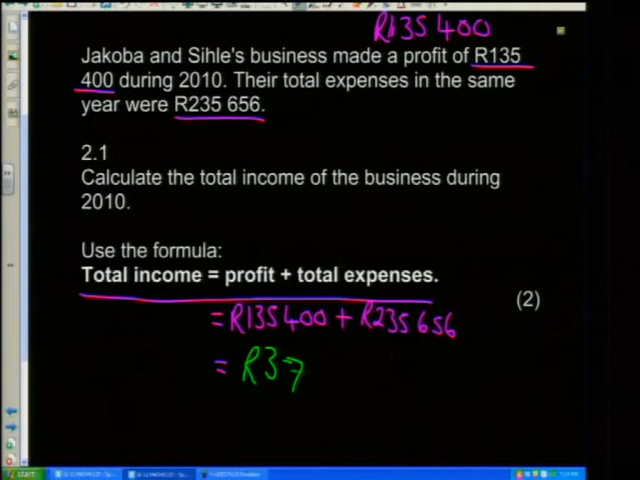 R135 400
Jakoba and Sihle's business made a profit of R135
400 during 2010. Their total expenses in the same
year were R235 656.
2.1
Calculate the total income of the business during
2010.
Use the formula:
Total income = profit + total expenses.
(2)
= R135 400 + R235 656
= R37
start